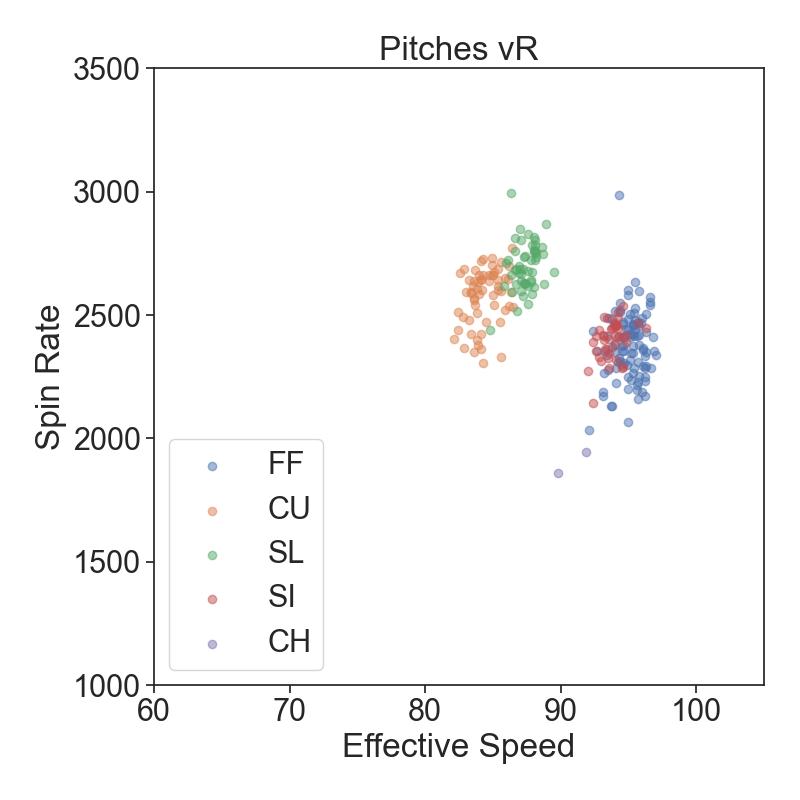 Pitches vR
3500
3000
2500
2000
1500
1000
Spin Rate
FF
CU
SL
SI
CH
60 70 80 90 100
Effective Speed